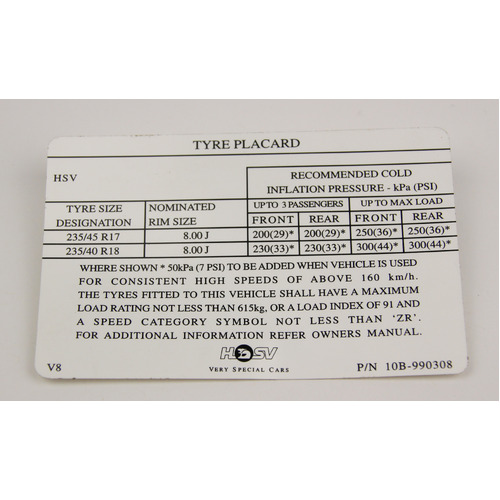 TYRE PLACARD
HSV
RECOMMENDED COLD
INFLATION PRESSURE - kPa (PSI)
TYRE SIZE DESIGNATION NOMINATED RIM SIZE UP TO 3 PASSENGERS UP TO MAX LOAD
FRONT REAR FRONT REAR
235/45 R17 8.00 J 200(29)* 200(29)* 250(36)* 250(36)*
235/40 R18 8.00 J 230(33)* 230(33)* 300(44)* 300(44)*
WHERE SHOWN * 50kPa (7 PSI) TO BE ADDED WHEN VEHICLE IS USED
FOR CONSISTENT HIGH SPEEDS OF ABOVE 160 km/h.
THE TYRES FITTED TO THIS VEHICLE SHALL HAVE A MAXIMUM
LOAD RATING NOT LESS THAN 615kg, OR A LOAD INDEX OF 91 AND
A SPEED CATEGORY SYMBOL NOT LESS THAN 'ZR'.
FOR ADDITIONAL INFORMATION REFER OWNERS MANUAL.
HSV
V8 VERY SPECIAL CARS P/N 10B-990308